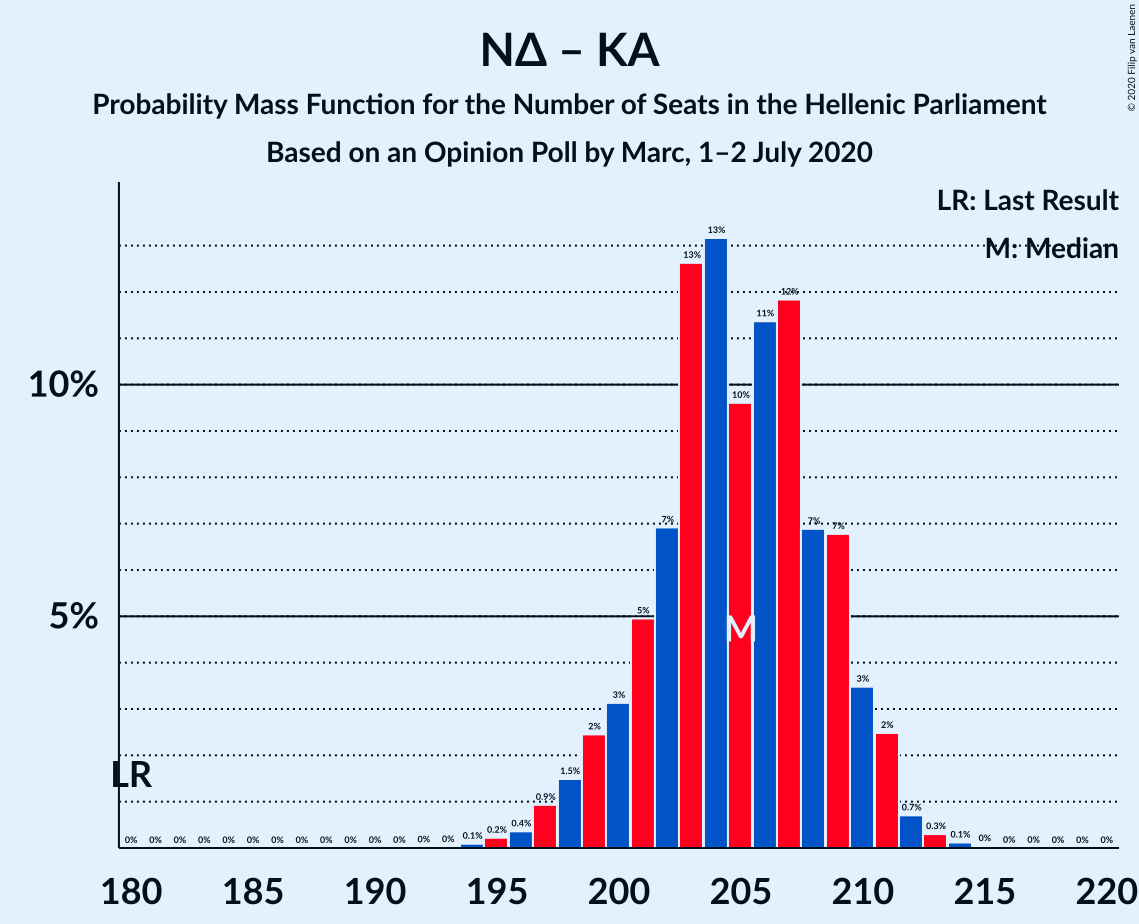 ΝΔ – ΚΑ
Probability Mass Function for the Number of Seats in the Hellenic Parliament
Based on an Opinion Poll by Marc, 1–2 July 2020
© 2020 Filip van Laenen
LR: Last Result
M: Median
10%
5%
LR
M
0% 0% 0% 0% 0% 0% 0% 0% 0% 0% 0% 0% 0% 0% 0.1% 0.2% 0.4% 0.9% 1.5% 2% 3% 5% 7% 13% 13% 10% 11% 12% 7% 7% 3% 2% 0.7% 0.3% 0.1% 0% 0% 0% 0% 0% 0%
180 185 190 195 200 205 210 215 220